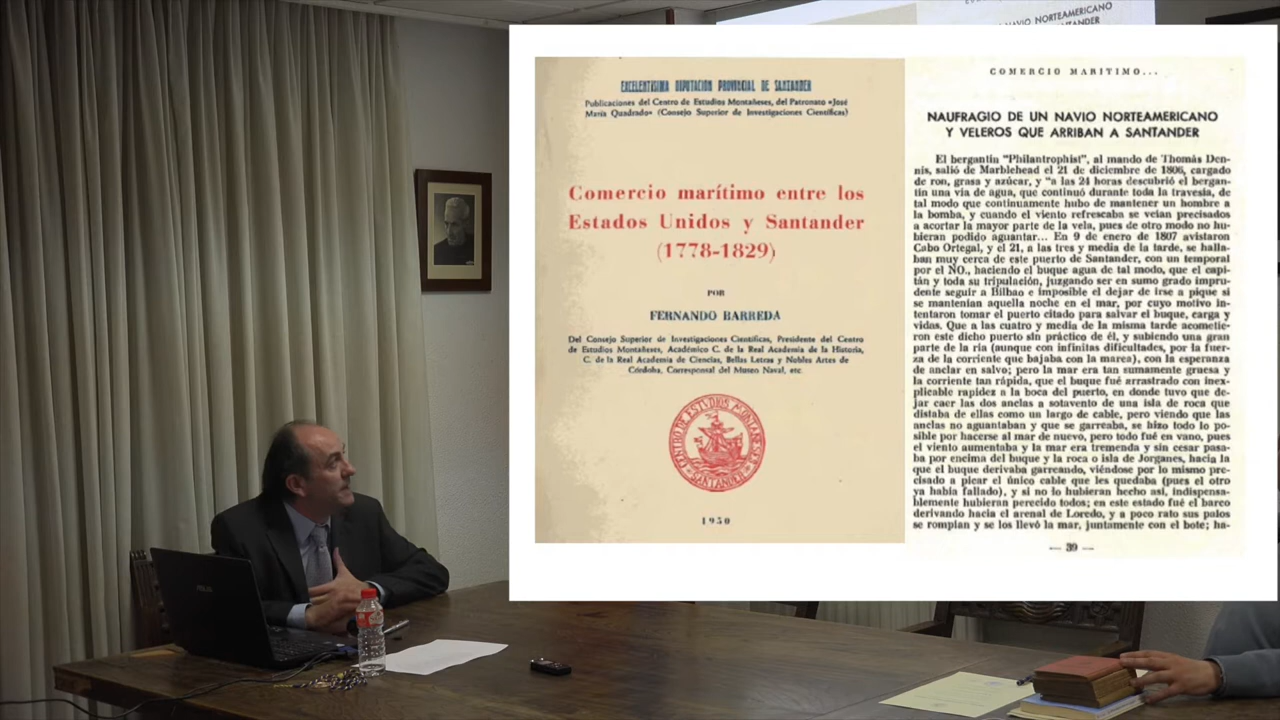 NAVIO NORTEAMERICANO
EXCELENTISIMA DIPUTACION PROVINCIAL DE SANTANDER
Publicaciones del Centro de Estudios Montañeses, del Patronato «José
María Quadrado» (Consejo Superior de Investigaciones Científicas)
Comercio marítimo entre los
Estados Unidos y Santander
(1778-1829)
POR
FERNANDO BARREDA
Del Consejo Superior de Investigaciones Científicas, Presidente del Centro
de Estudios Montañeses, Académico C. de la Real Academia de la Historia,
C. de la Real Academia de Ciencias, Bellas Letras y Nobles Artes de
Córdoba, Corresponsal del Museo Naval, etc.
CENTRO DE ESTUDIOS MONTAÑESES
SANTANDER
1950
COMERCIO MARITIMO...
NAUFRAGIO DE UN NAVIO NORTEAMERICANO
Y VELEROS QUE ARRIBAN A SANTANDER
El bergantín "Philantrophist", al mando de Thomas Den-
nis, salió de Marblehead el 21 de diciembre de 1806, cargado
de ron, grasa y azúcar, y "a las 24 horas descubrió el bergan-
tín una vía de agua, que continuó durante toda la travesía, de
tal modo que continuamente hubo de mantener un hombre a
la bomba, y cuando el viento refrescaba se veían precisados
a acortar la mayor parte de la vela, pues de otro modo no hu-
bieran podido aguantar... En 9 de enero de 1807 avistaron
Cabo Ortegal, y el 21, a las tres y media de la tarde, se halla-
ban muy cerca de este puerto de Santander, con un temporal
por el NO., haciendo el buque agua de tal modo, que el capi-
tán y toda su tripulación, juzgando ser en sumo grado impru-
dente seguir a Bilbao e imposible el dejar de irse a pique si
se mantenían aquella noche en el mar, por cuyo motivo in-
tentaron tomar el puerto citado para salvar el buque, carga y
vidas. Que a las cuatro y media de la misma tarde acometie-
ron este dicho puerto sin práctico de él, y subiendo una gran
parte de la ría (aunque con infinitas dificultades, por la fuer-
za de la corriente que bajaba con la marea), con la esperanza
de anclar en salvo; pero la mar era tan sumamente gruesa y
la corriente tan rápida, que el buque fué arrastrado con inex-
plicable rapidez a la boca del puerto, en donde tuvo que de-
jar caer las dos anclas a sotavento de una isla de roca que
distaba de ellas como un largo de cable, pero viendo que las
anclas no aguantaban y que se garreaba, se hizo todo lo po-
sible por hacerse al mar de nuevo, pero todo fué en vano, pues
el viento aumentaba y la mar era tremenda y sin cesar pasa-
ba por encima del buque y la roca o isla de Jorganes, hacia la
que el buque derivaba garreando, viéndose por lo mismo pre-
cisado a picar el único cable que les quedaba (pues el otro
ya había fallado), y si no lo hubieran hecho así, indispensa-
blemente hubieran perecido todos; en este estado fué el barco
derivando hacia el arenal de Loredo, y a poco rato sus palos
se rompían y se los llevó la mar, juntamente con el bote; ha-
39